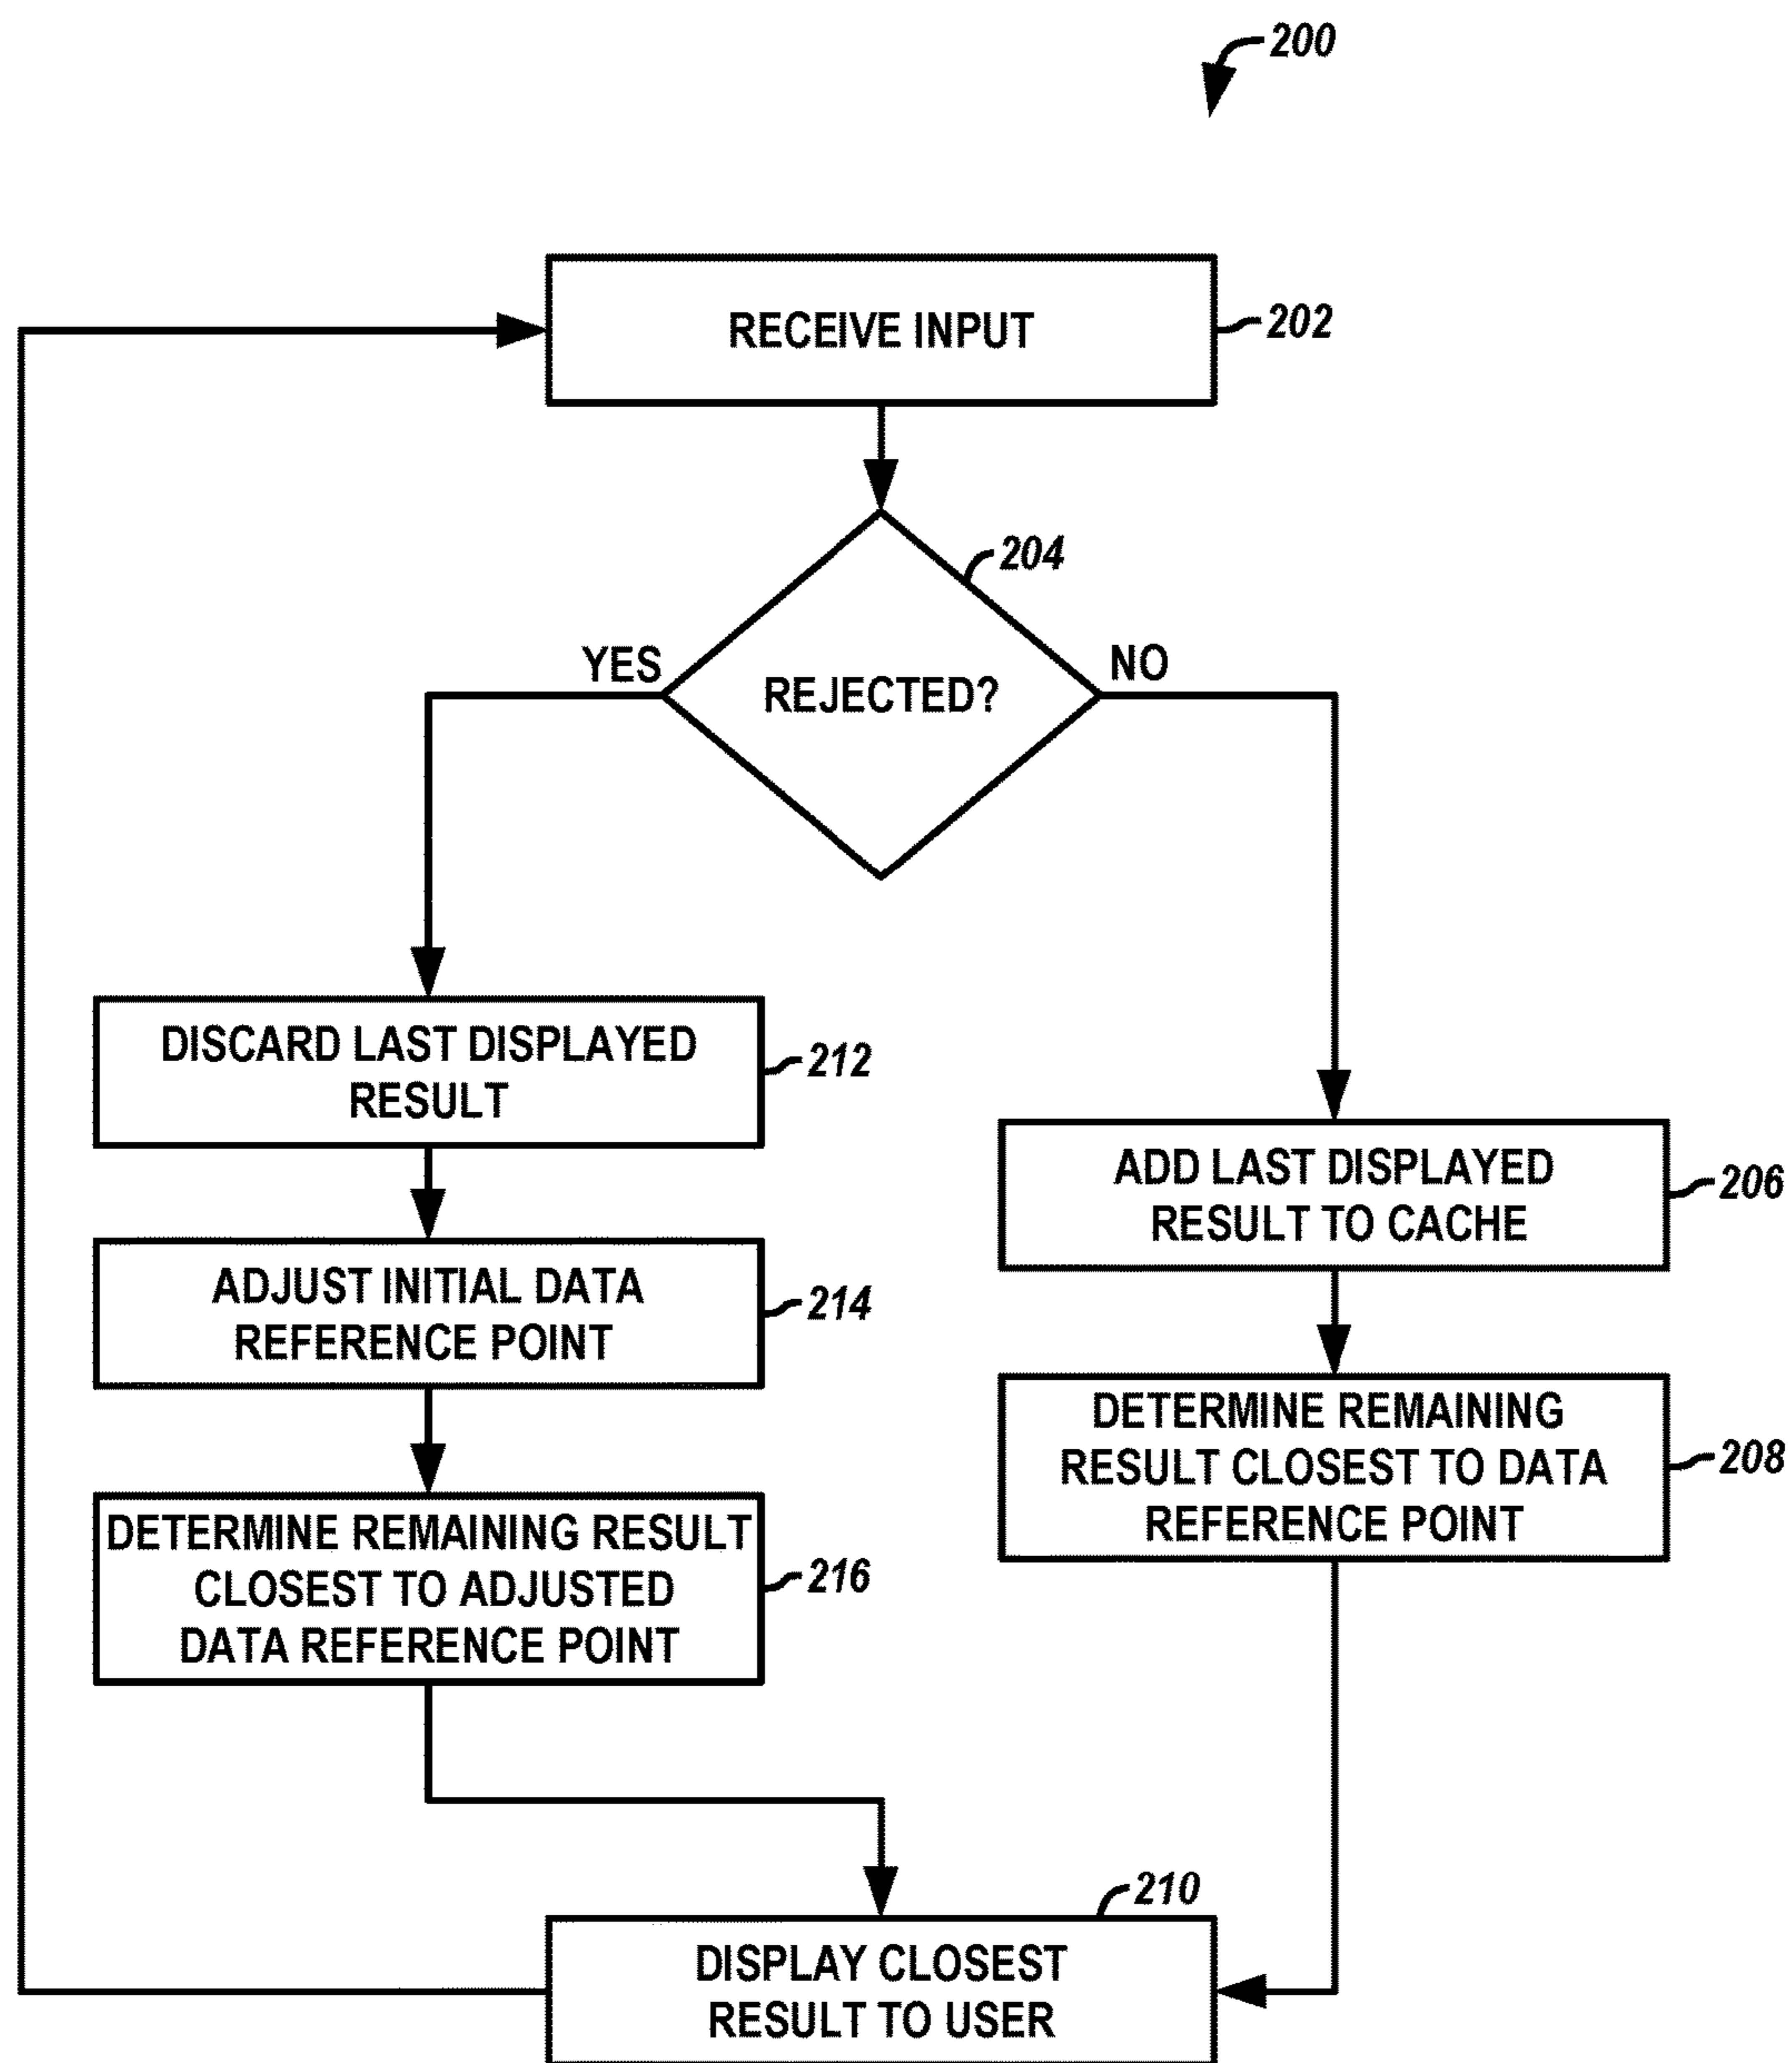 200
RECEIVE INPUT
202
204
YES
REJECTED?
NO
DISCARD LAST DISPLAYED
RESULT
212
ADD LAST DISPLAYED
RESULT TO CACHE
206
ADJUST INITIAL DATA
REFERENCE POINT
214
DETERMINE REMAINING
RESULT CLOSEST TO DATA
REFERENCE POINT
208
DETERMINE REMAINING RESULT
CLOSEST TO ADJUSTED
DATA REFERENCE POINT
216
210
DISPLAY CLOSEST
RESULT TO USER